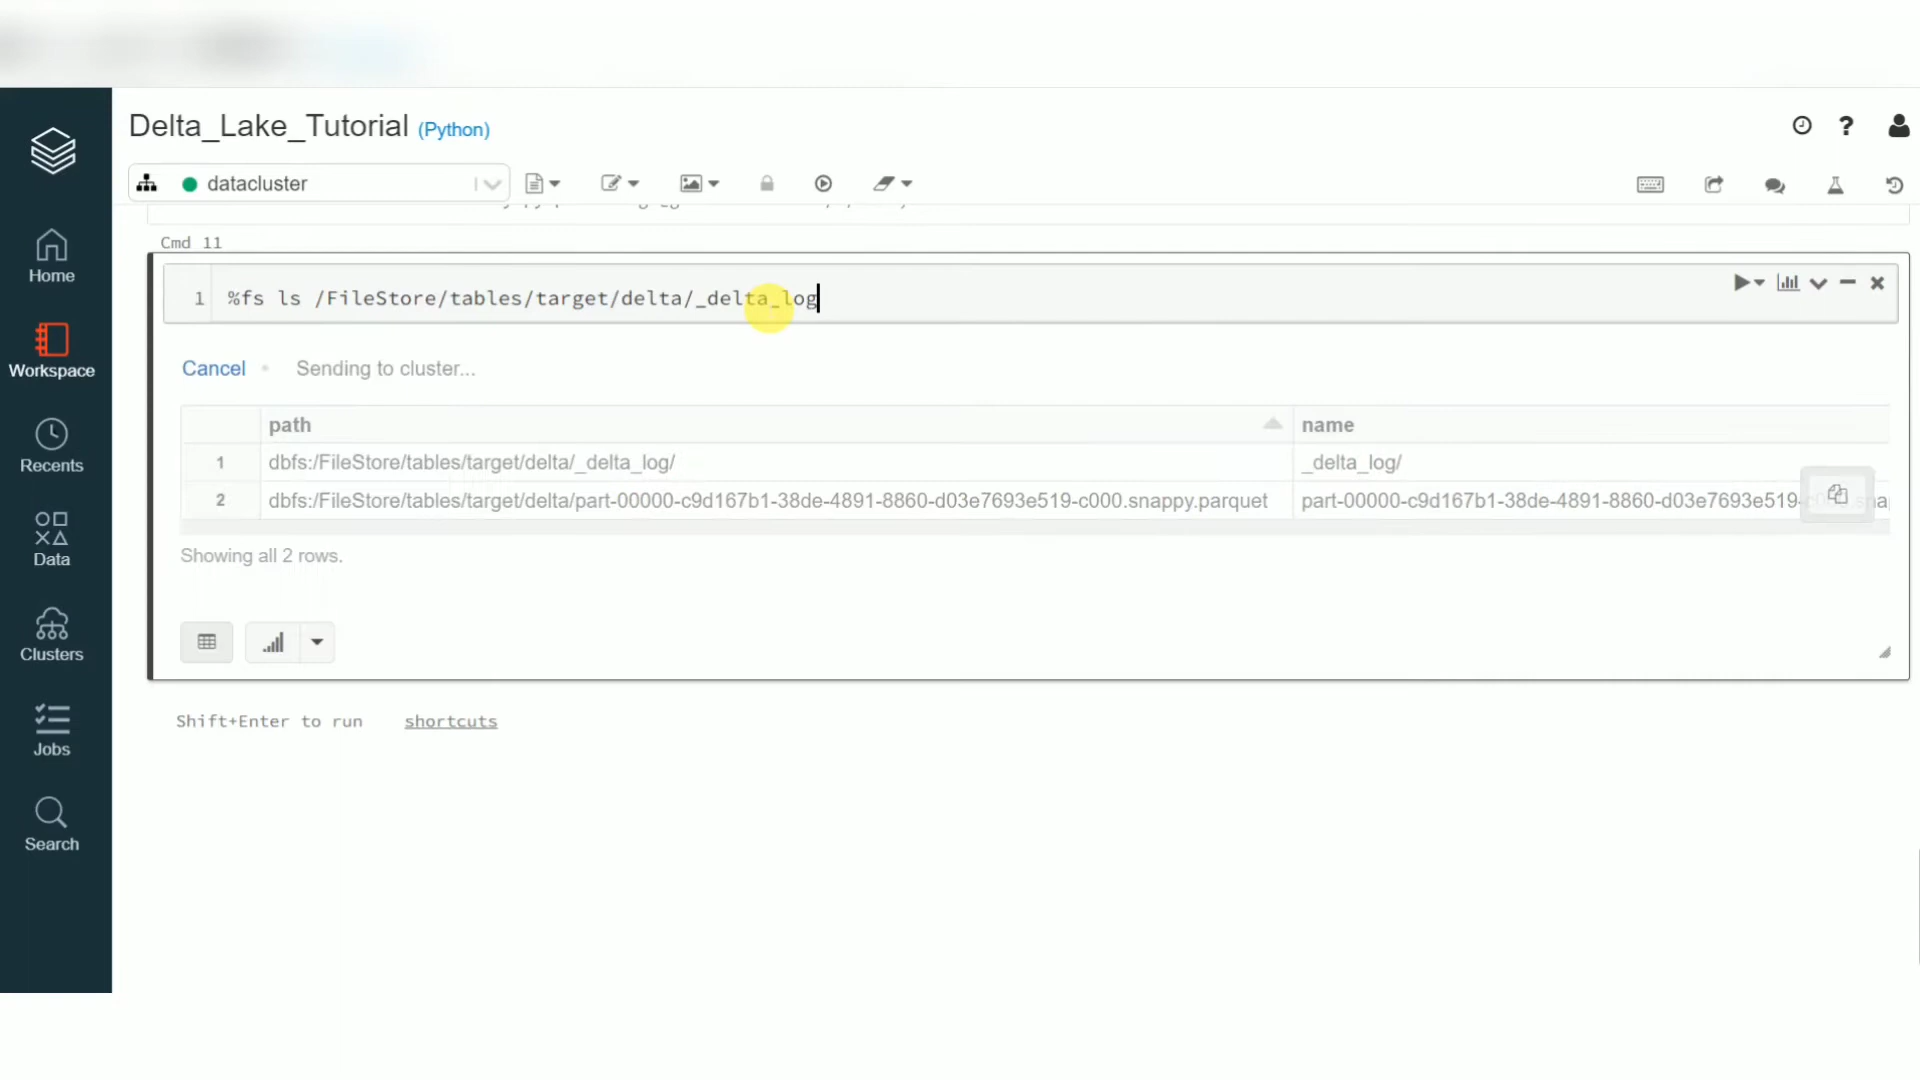 Delta_Lake_Tutorial (Python)
datacluster
Home
Workspace
Recents
Data
Clusters
Jobs
Search
Cmd 11
1 %fs ls /FileStore/tables/target/delta/_delta_log
Cancel • Sending to cluster...
path name
1 dbfs:/FileStore/tables/target/delta/_delta_log/ _delta_log/
2 dbfs:/FileStore/tables/target/delta/part-00000-c9d167b1-38de-4891-8860-d03e7693e519-c000.snappy.parquet part-00000-c9d167b1-38de-4891-8860-d03e7693e519-
Showing all 2 rows.
Shift+Enter to run shortcuts